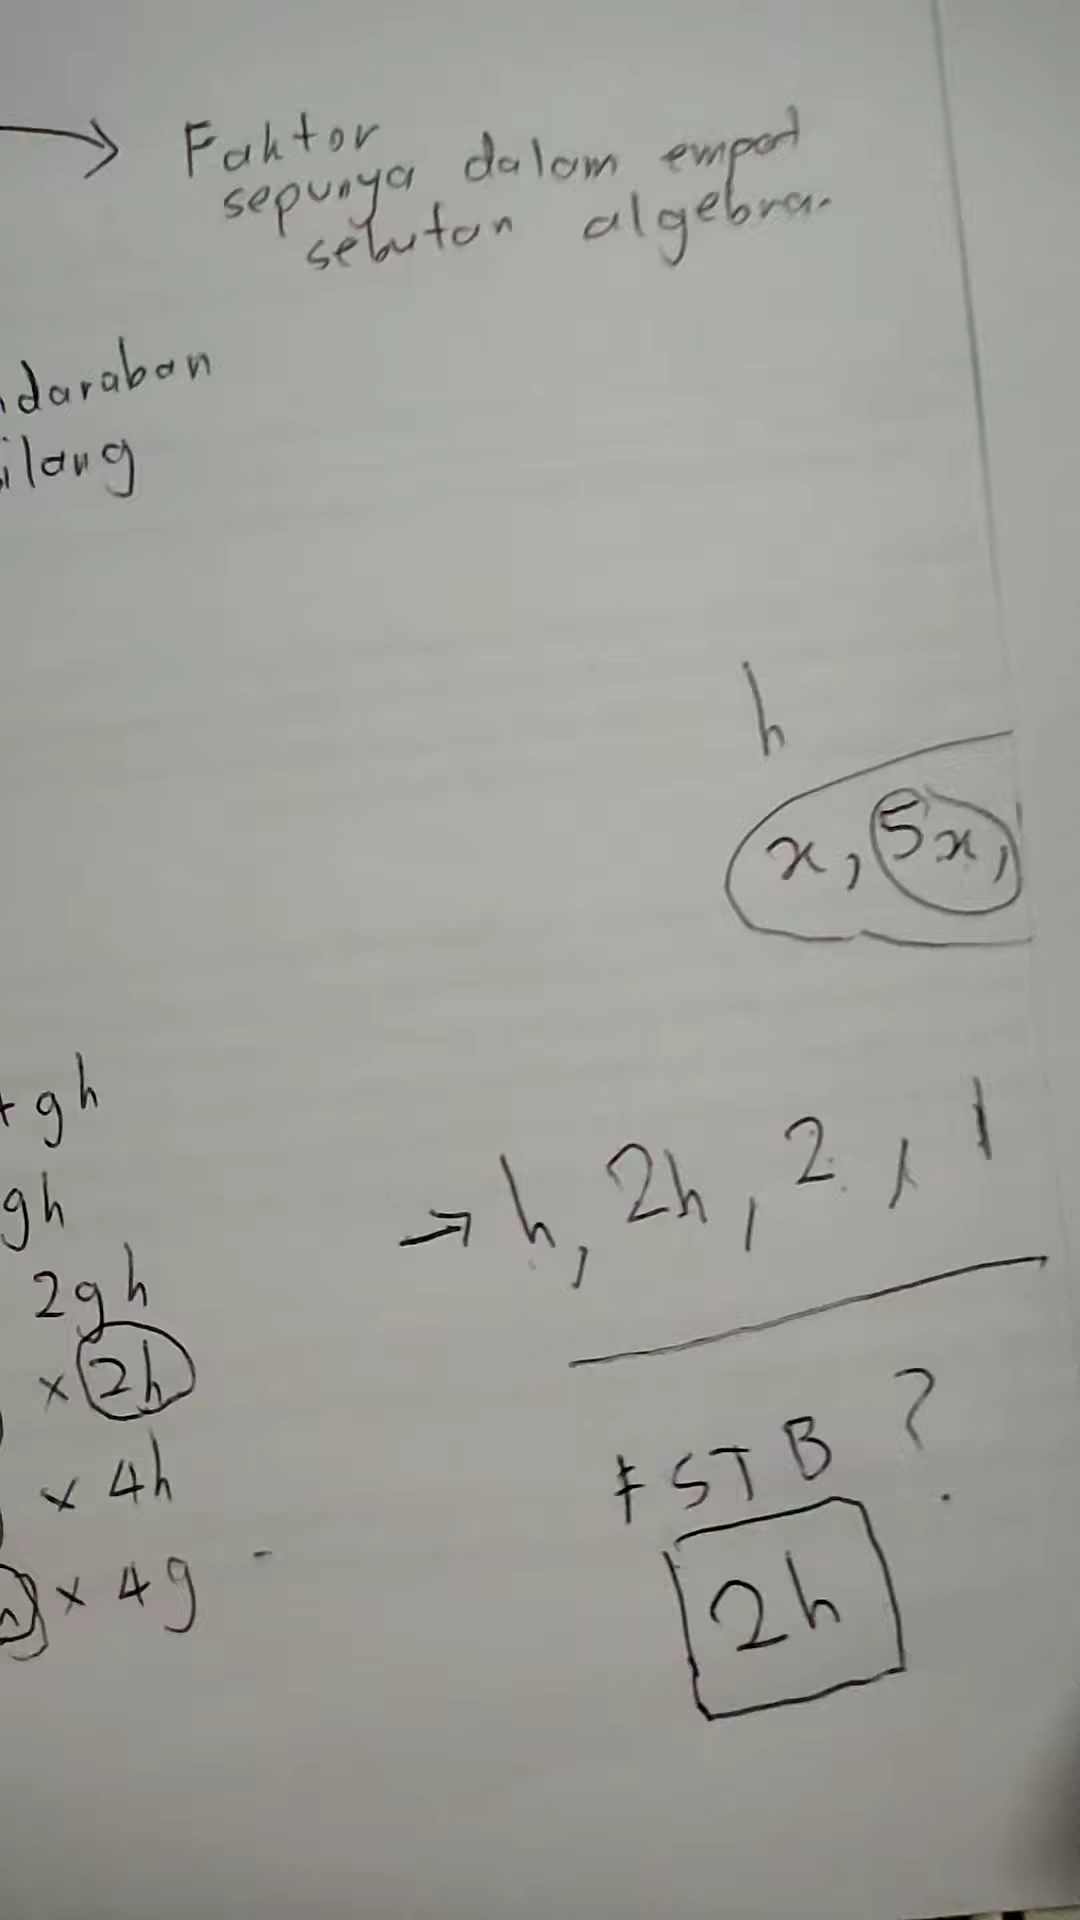 Faktor
sepunya dalam empat
sebutan algebra.
daraban
ilang
h
x, 5x,
+ gh
gh
2gh
x 2h
x 4h
x 4g
→ h, 2h, 2, 1
FSTB ?
2h